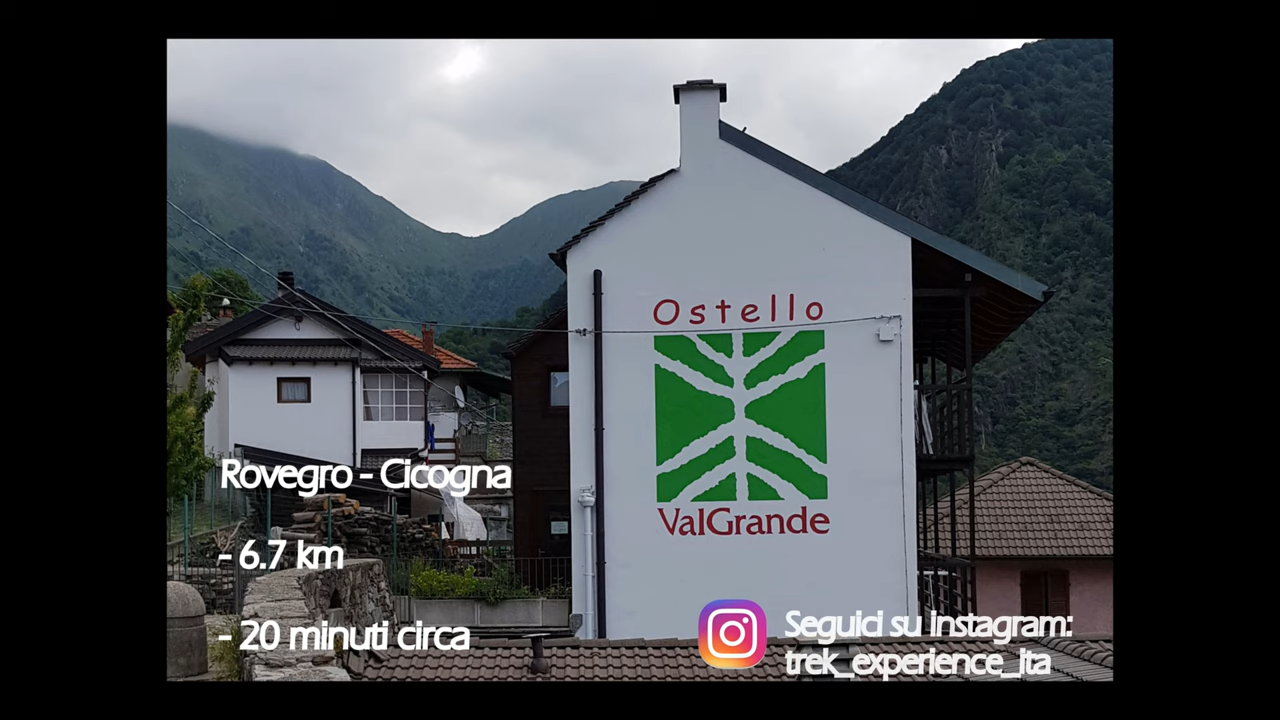 Ostello
ValGrande
Rovegro - Cicogna
- 6.7 km
- 20 minuti circa
Seguici su instagram:
trek_experience_ita